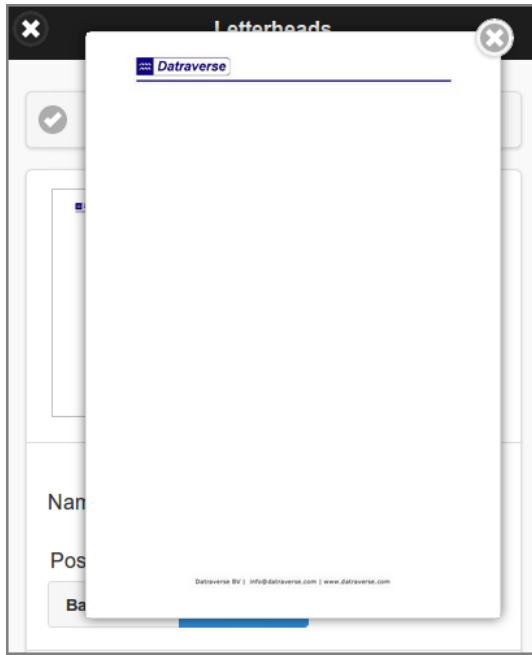 Letterheads
Datraverse
Nam
Pos
Ba
Datraverse BV | info@datraverse.com | www.datraverse.com